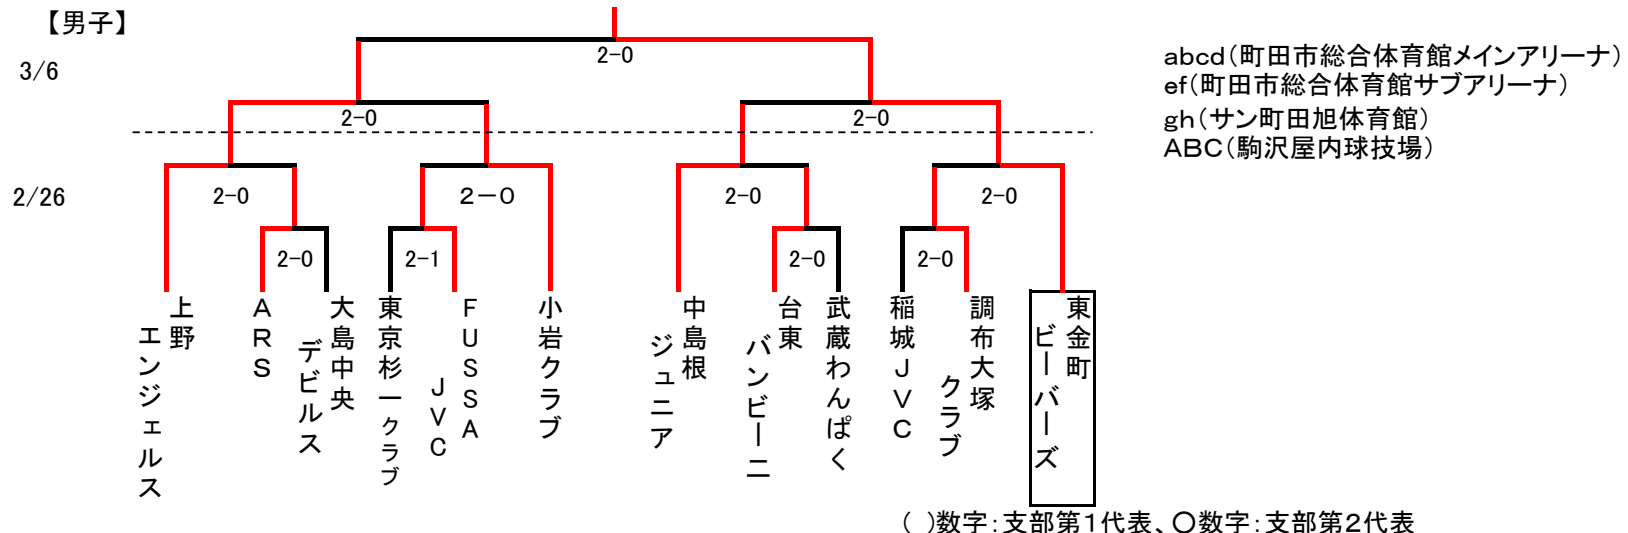 【男子】
2-0
3/6
abcd(町田市総合体育館メインアリーナ)
ef(町田市総合体育館サブアリーナ)
gh(サン町田旭体育館)
ABC(駒沢屋内球技場)
2-0
2-0
2/26
2-0
2-0
2-0
2-0
2-0
2-1
2-0
2-0
上野
エンジェルス
ARS
大島中央
デビルス
東京杉一クラブ
FUSSA
JVC
小岩クラブ
中島根
ジュニア
台東
バンビーニ
武蔵わんぱく
稲城JVC
調布大塚
クラブ
東金町
ビーバーズ
( )数字:支部第1代表、○数字:支部第2代表